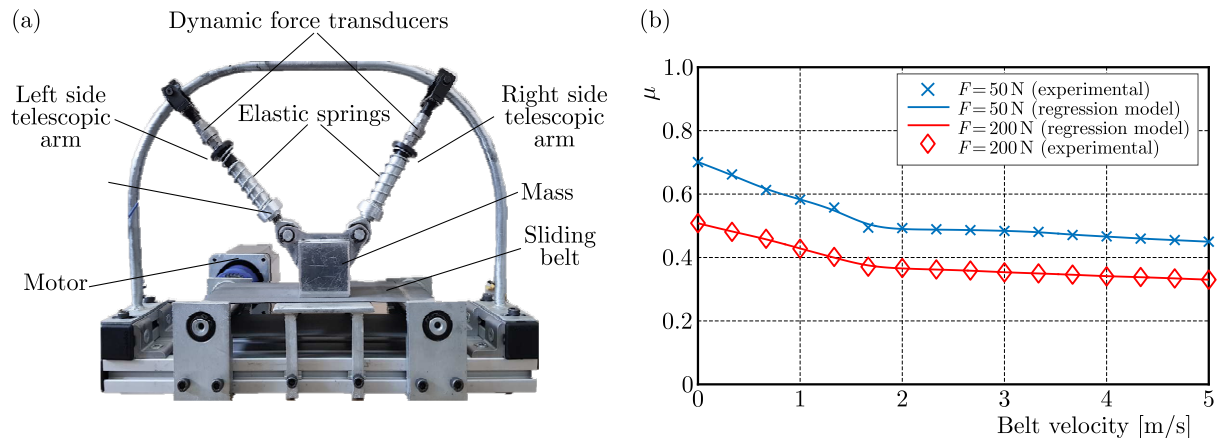 (a)
Dynamic force transducers
Left side
telescopic
arm
Elastic springs
Right side
telescopic
arm
Mass
Sliding
belt
Motor
(b)
μ
1.0
0.8
0.6
0.4
0.2
0
0 1 2 3 4 5
Belt velocity [m/s]
F = 50 N (experimental)
F = 50 N (regression model)
F = 200 N (regression model)
F = 200 N (experimental)